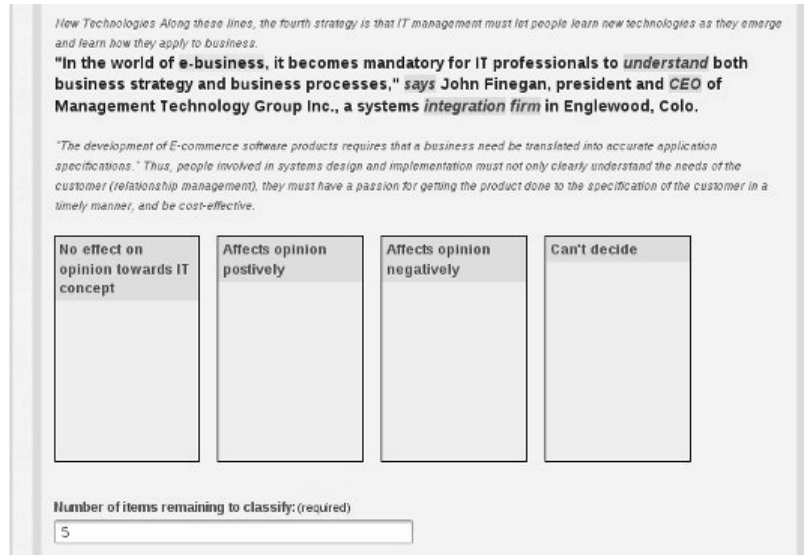 New Technologies Along these lines, the fourth strategy is that IT management must let people learn new technologies as they emerge
and learn how they apply to business.
"In the world of e-business, it becomes mandatory for IT professionals to understand both
business strategy and business processes," says John Finegan, president and CEO of
Management Technology Group Inc., a systems integration firm in Englewood, Colo.
"The development of E-commerce software products requires that a business need be translated into accurate application
specifications." Thus, people involved in systems design and implementation must not only clearly understand the needs of the
customer (relationship management), they must have a passion for getting the product done to the specification of the customer in a
timely manner, and be cost-effective.
No effect on
opinion towards IT
concept
Affects opinion
postively
Affects opinion
negatively
Can't decide
Number of items remaining to classify: (required)
5